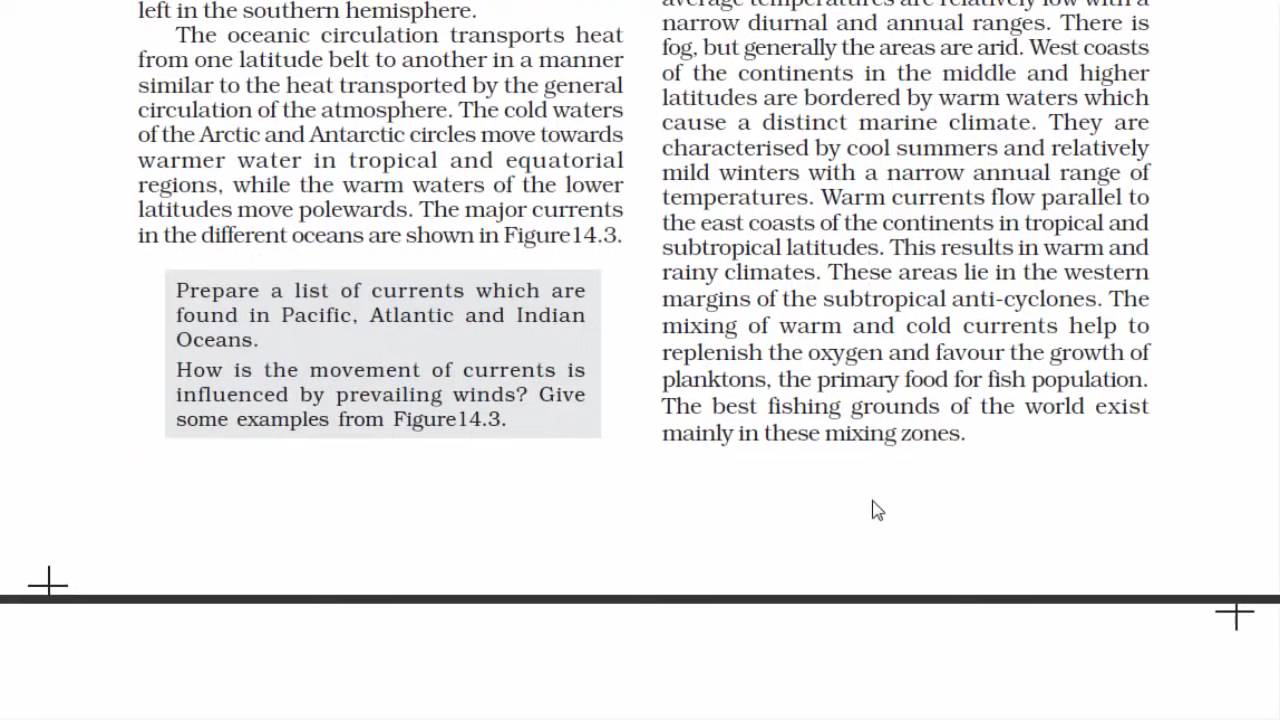 left in the southern hemisphere.
The oceanic circulation transports heat
from one latitude belt to another in a manner
similar to the heat transported by the general
circulation of the atmosphere. The cold waters
of the Arctic and Antarctic circles move towards
warmer water in tropical and equatorial
regions, while the warm waters of the lower
latitudes move polewards. The major currents
in the different oceans are shown in Figure14.3.
Prepare a list of currents which are
found in Pacific, Atlantic and Indian
Oceans.
How is the movement of currents is
influenced by prevailing winds? Give
some examples from Figure14.3.
average temperatures are relatively low with a
narrow diurnal and annual ranges. There is
fog, but generally the areas are arid. West coasts
of the continents in the middle and higher
latitudes are bordered by warm waters which
cause a distinct marine climate. They are
characterised by cool summers and relatively
mild winters with a narrow annual range of
temperatures. Warm currents flow parallel to
the east coasts of the continents in tropical and
subtropical latitudes. This results in warm and
rainy climates. These areas lie in the western
margins of the subtropical anti-cyclones. The
mixing of warm and cold currents help to
replenish the oxygen and favour the growth of
planktons, the primary food for fish population.
The best fishing grounds of the world exist
mainly in these mixing zones.